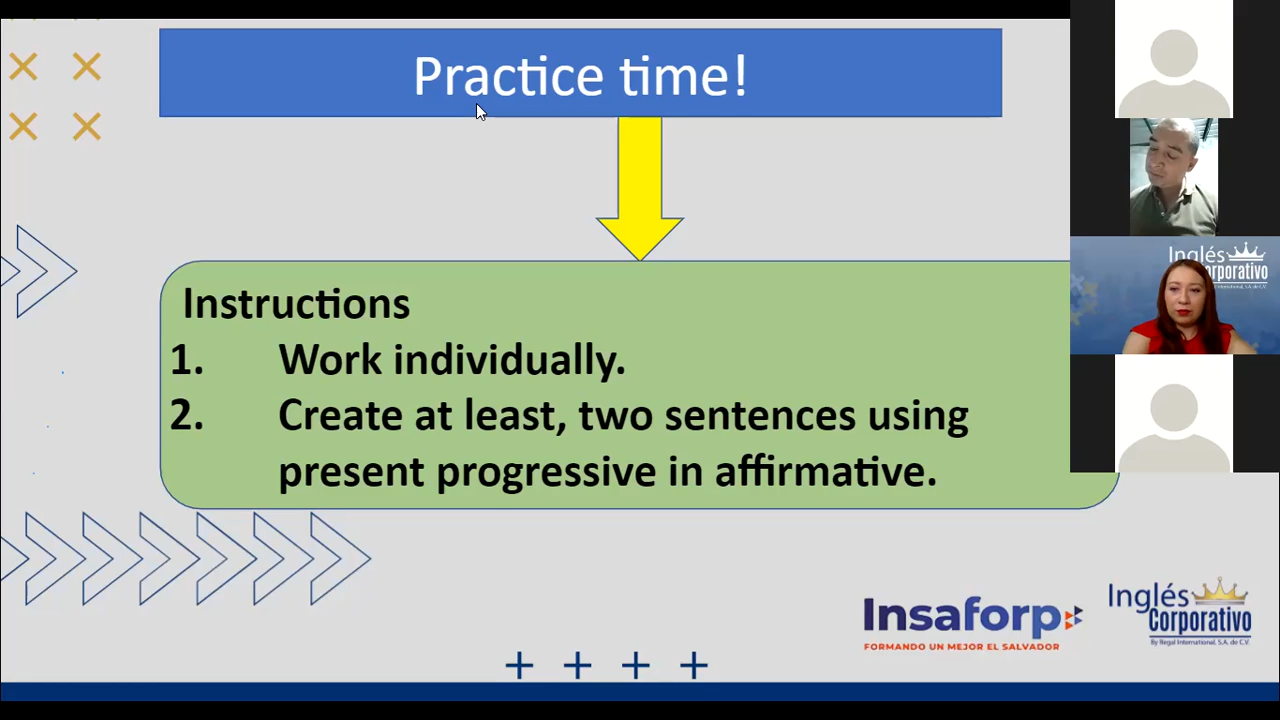 Practice time!
Instructions
1. Work individually.
2. Create at least, two sentences using
present progressive in affirmative.
Inglés
Corporativo
Insaforp
FORMANDO UN MEJOR EL SALVADOR
Inglés
Corporativo
By Regal International, S.A. de C.V.